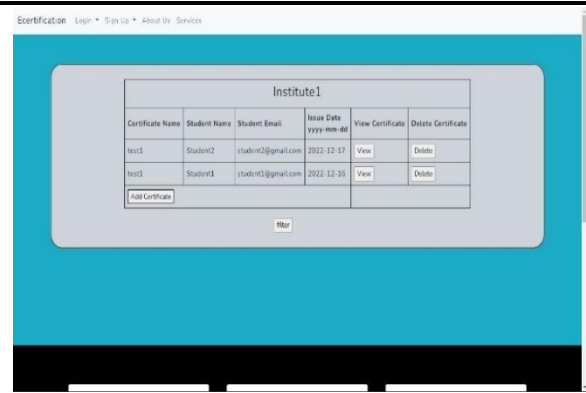 Ecertification Login Sign Up About Us Services
Institute1
Certificate Name Student Name Student Email Issue Date yyyy-mm-dd View Certificate Delete Certificate
test1 Student2 student2@gmail.com 2022-12-17 View Delete
test1 Student1 student1@gmail.com 2022-12-16 View Delete
Add Certificate
filter